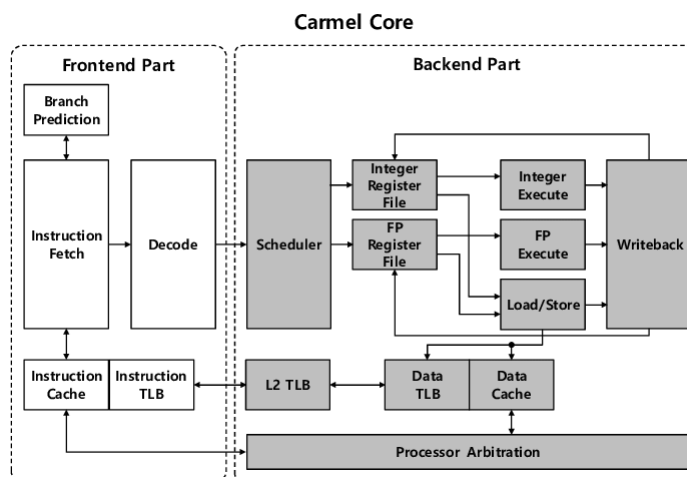 Carmel Core
Frontend Part
Backend Part
Branch
Prediction
Instruction
Fetch
Decode
Scheduler
Integer
Register
File
FP
Register
File
Integer
Execute
FP
Execute
Load/Store
Writeback
Instruction
Cache
Instruction
TLB
L2 TLB
Data
TLB
Data
Cache
Processor Arbitration